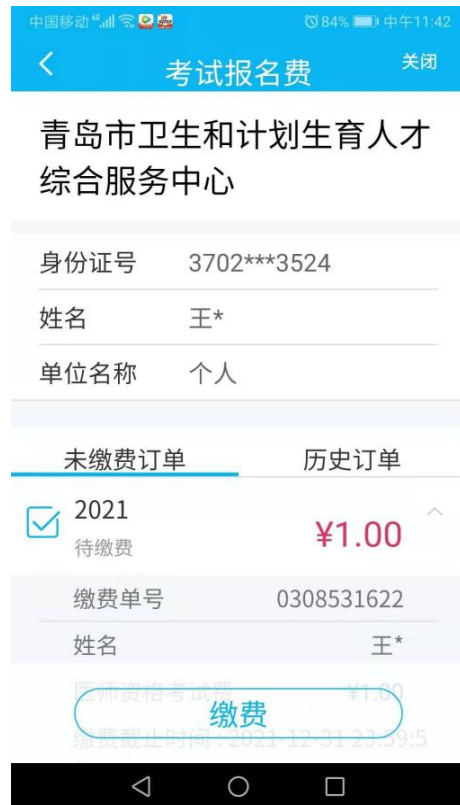 中国移动 84% 中午11:42
考试报名费 关闭
青岛市卫生和计划生育人才
综合服务中心
身份证号 3702***3524
姓名 王*
单位名称 个人
未缴费订单 历史订单
2021
待缴费 ¥1.00
缴费单号 0308531622
姓名 王*
医师资格考试费 ¥1.00
缴费
缴费截止时间：2021-12-31 23:59:5